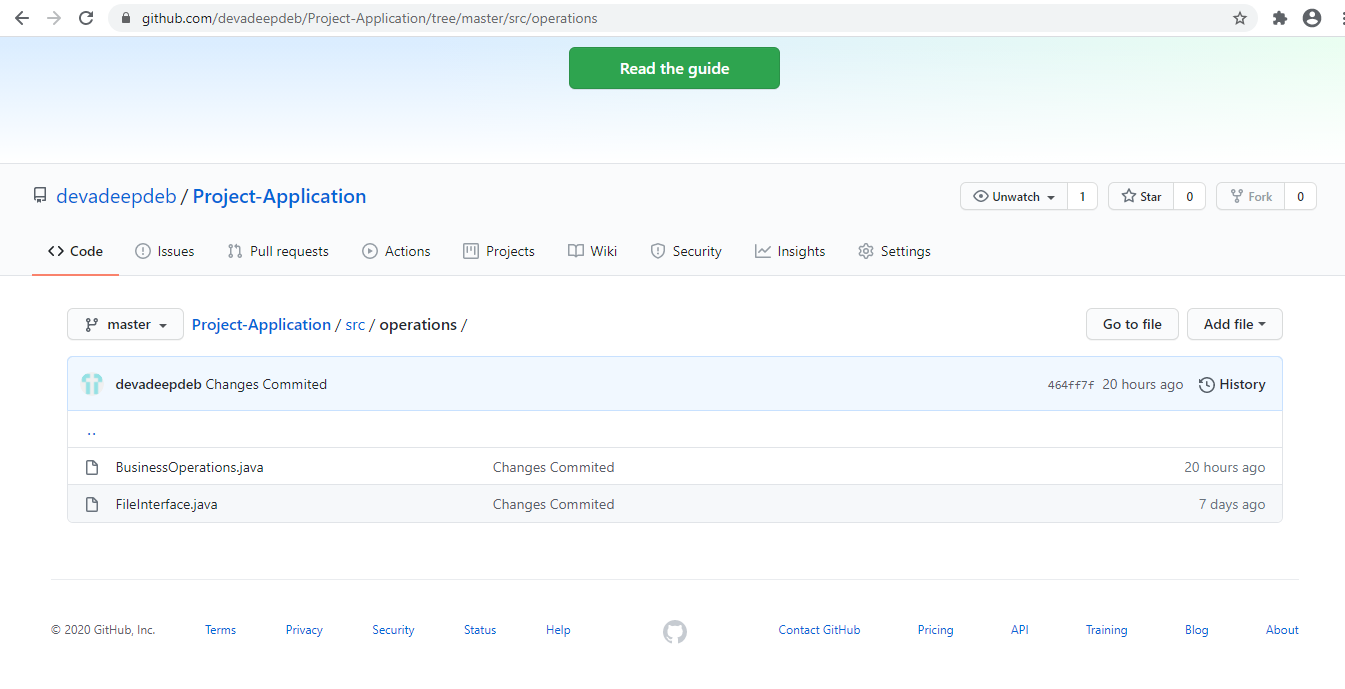 github.com/devadeepdeb/Project-Application/tree/master/src/operations
Read the guide
devadeepdeb / Project-Application
Unwatch 1 Star 0 Fork 0
Code Issues Pull requests Actions Projects Wiki Security Insights Settings
master Project-Application / src / operations / Go to file Add file
devadeepdeb Changes Commited 464ff7f 20 hours ago History
..
BusinessOperations.java Changes Commited 20 hours ago
FileInterface.java Changes Commited 7 days ago
© 2020 GitHub, Inc. Terms Privacy Security Status Help Contact GitHub Pricing API Training Blog About